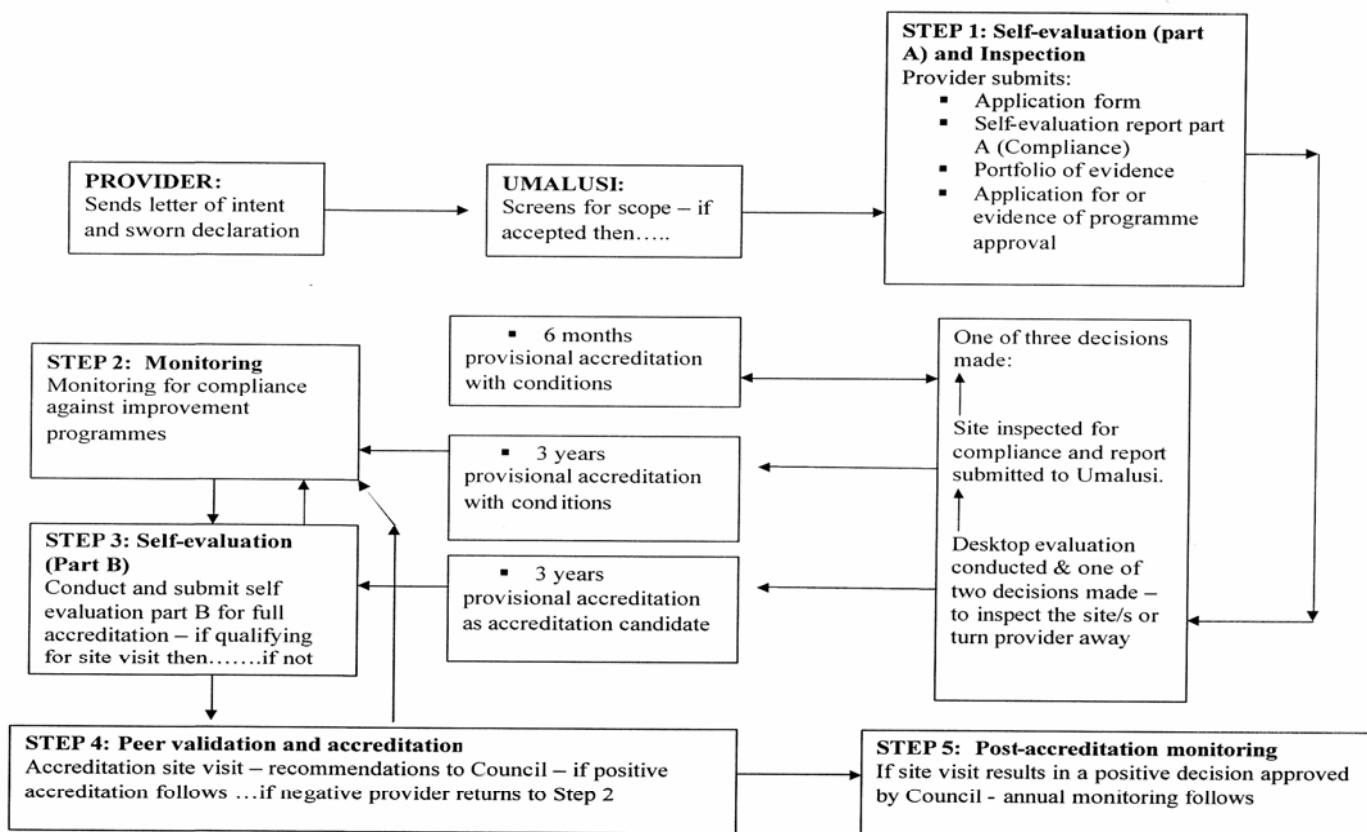 STEP 1: Self-evaluation (part
A) and Inspection
Provider submits:
▪ Application form
▪ Self-evaluation report part
A (Compliance)
▪ Portfolio of evidence
▪ Application for or
evidence of programme
approval
PROVIDER:
Sends letter of intent
and sworn declaration
UMALUSI:
Screens for scope – if
accepted then…..
▪ 6 months
provisional accreditation
with conditions
One of three decisions
made:
Site inspected for
compliance and report
submitted to Umalusi.
Desktop evaluation
conducted & one of
two decisions made –
to inspect the site/s or
turn provider away
STEP 2: Monitoring
Monitoring for compliance
against improvement
programmes
▪ 3 years
provisional accreditation
with conditions
STEP 3: Self-evaluation
(Part B)
Conduct and submit self
evaluation part B for full
accreditation – if qualifying
for site visit then…….if not
▪ 3 years
provisional accreditation
as accreditation candidate
STEP 4: Peer validation and accreditation
Accreditation site visit – recommendations to Council – if positive
accreditation follows …if negative provider returns to Step 2
STEP 5: Post-accreditation monitoring
If site visit results in a positive decision approved
by Council - annual monitoring follows